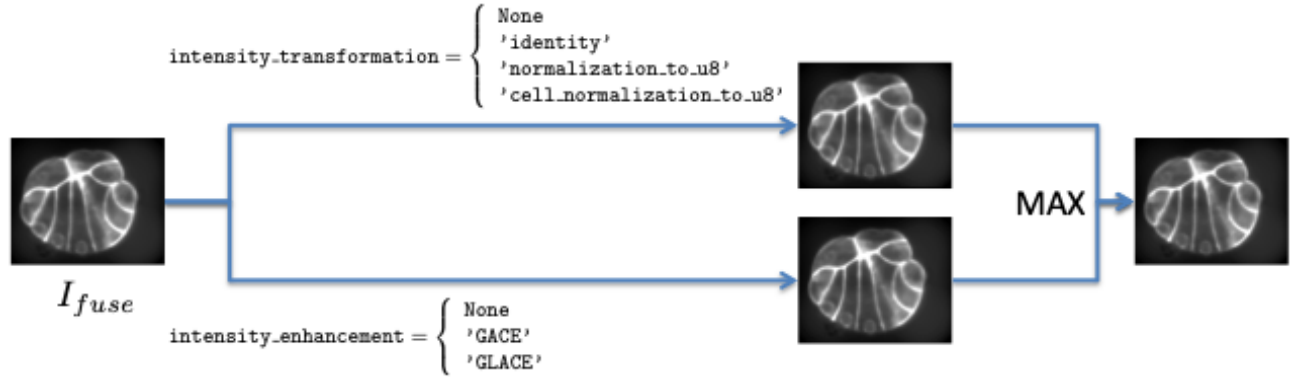 None
'identity'
intensity_transformation =
'normalization_to_u8'
'cell_normalization_to_u8'
MAX
I_fuse
None
intensity_enhancement =
'GACE'
'GLACE'